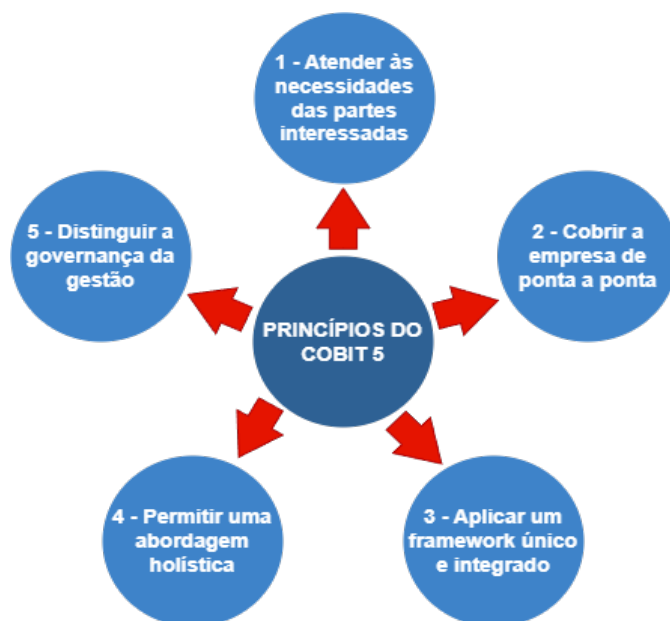 1 - Atender às
necessidades
das partes
interessadas
5 - Distinguir a
governança da
gestão
2 - Cobrir a
empresa de
ponta a ponta
PRINCÍPIOS DO
COBIT 5
4 - Permitir uma
abordagem
holística
3 - Aplicar um
framework único
e integrado